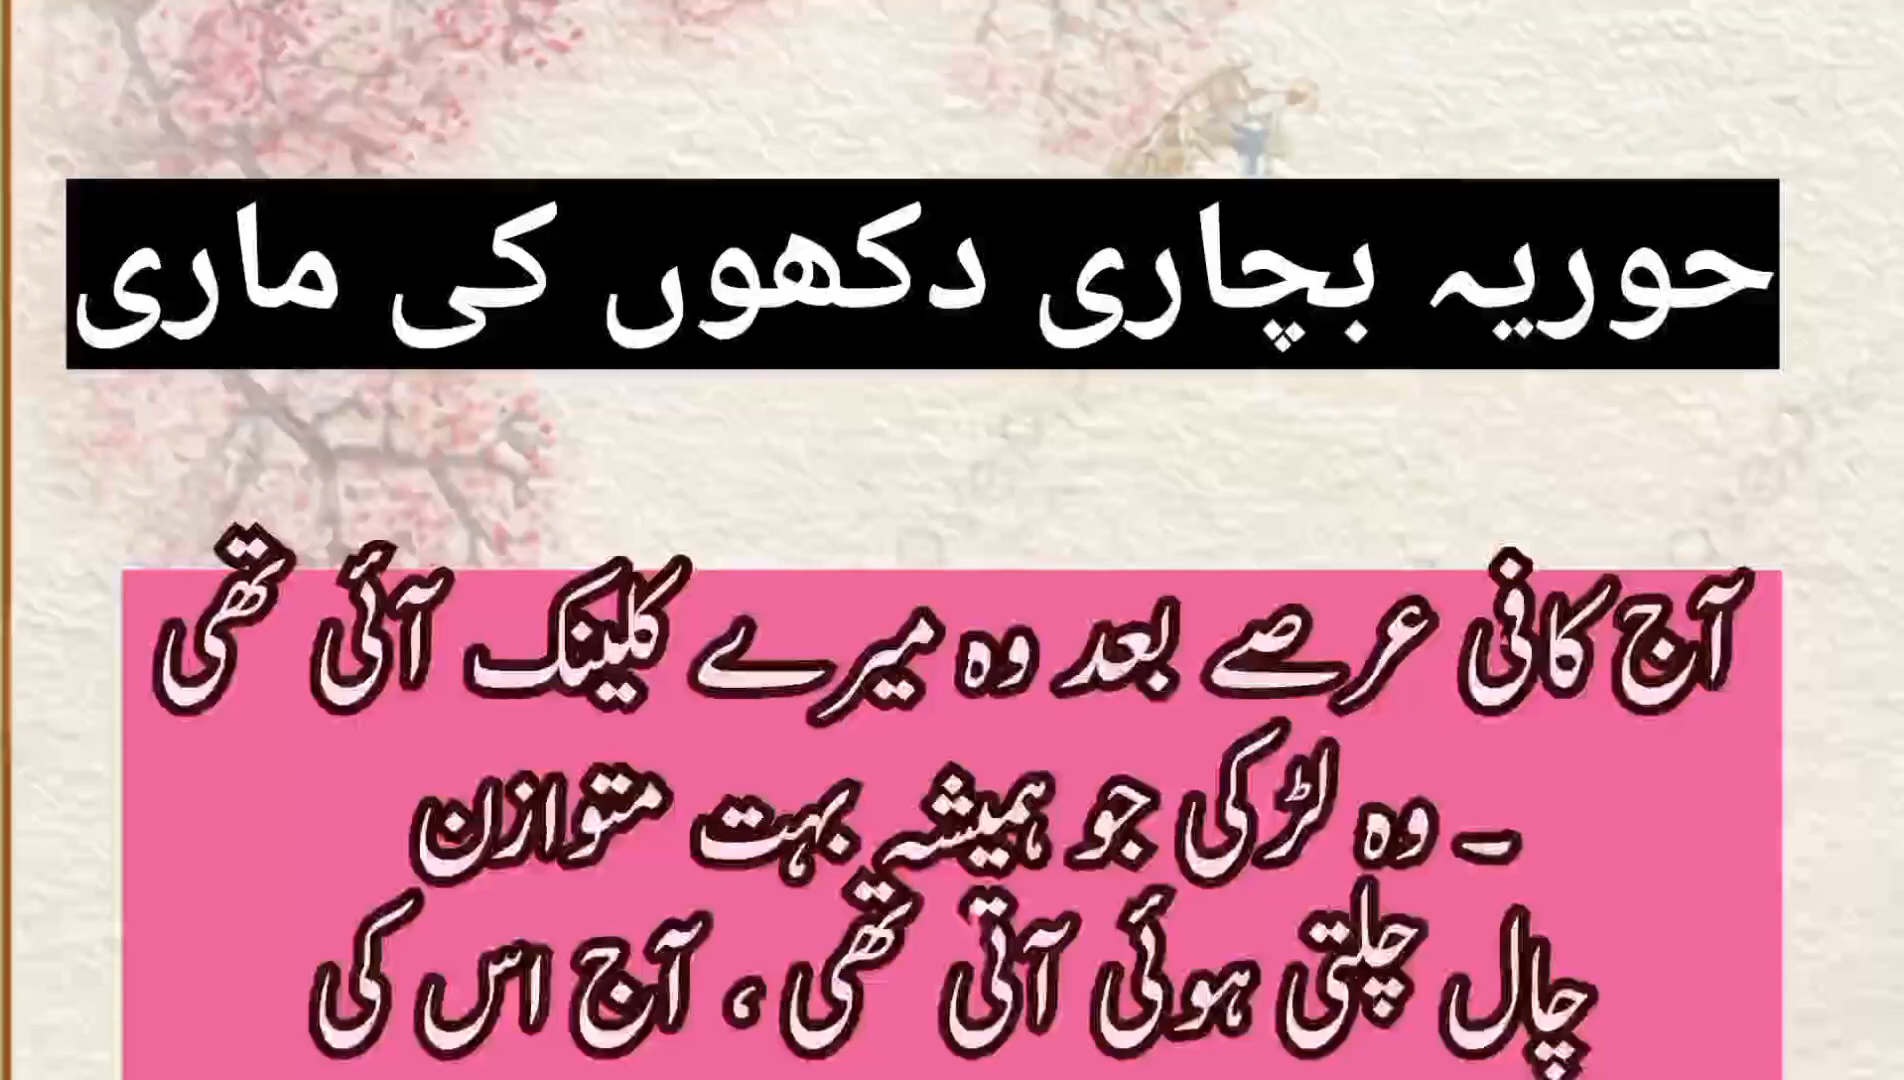 حوریہ بچاری دکھوں کی ماری
آج کافی عرصے بعد وہ میرے کلینک آئی تھی
۔ وہ لڑکی جو ہمیشہ بہت متوازن
چال چلتی ہوئی آتی تھی، آج اس کی